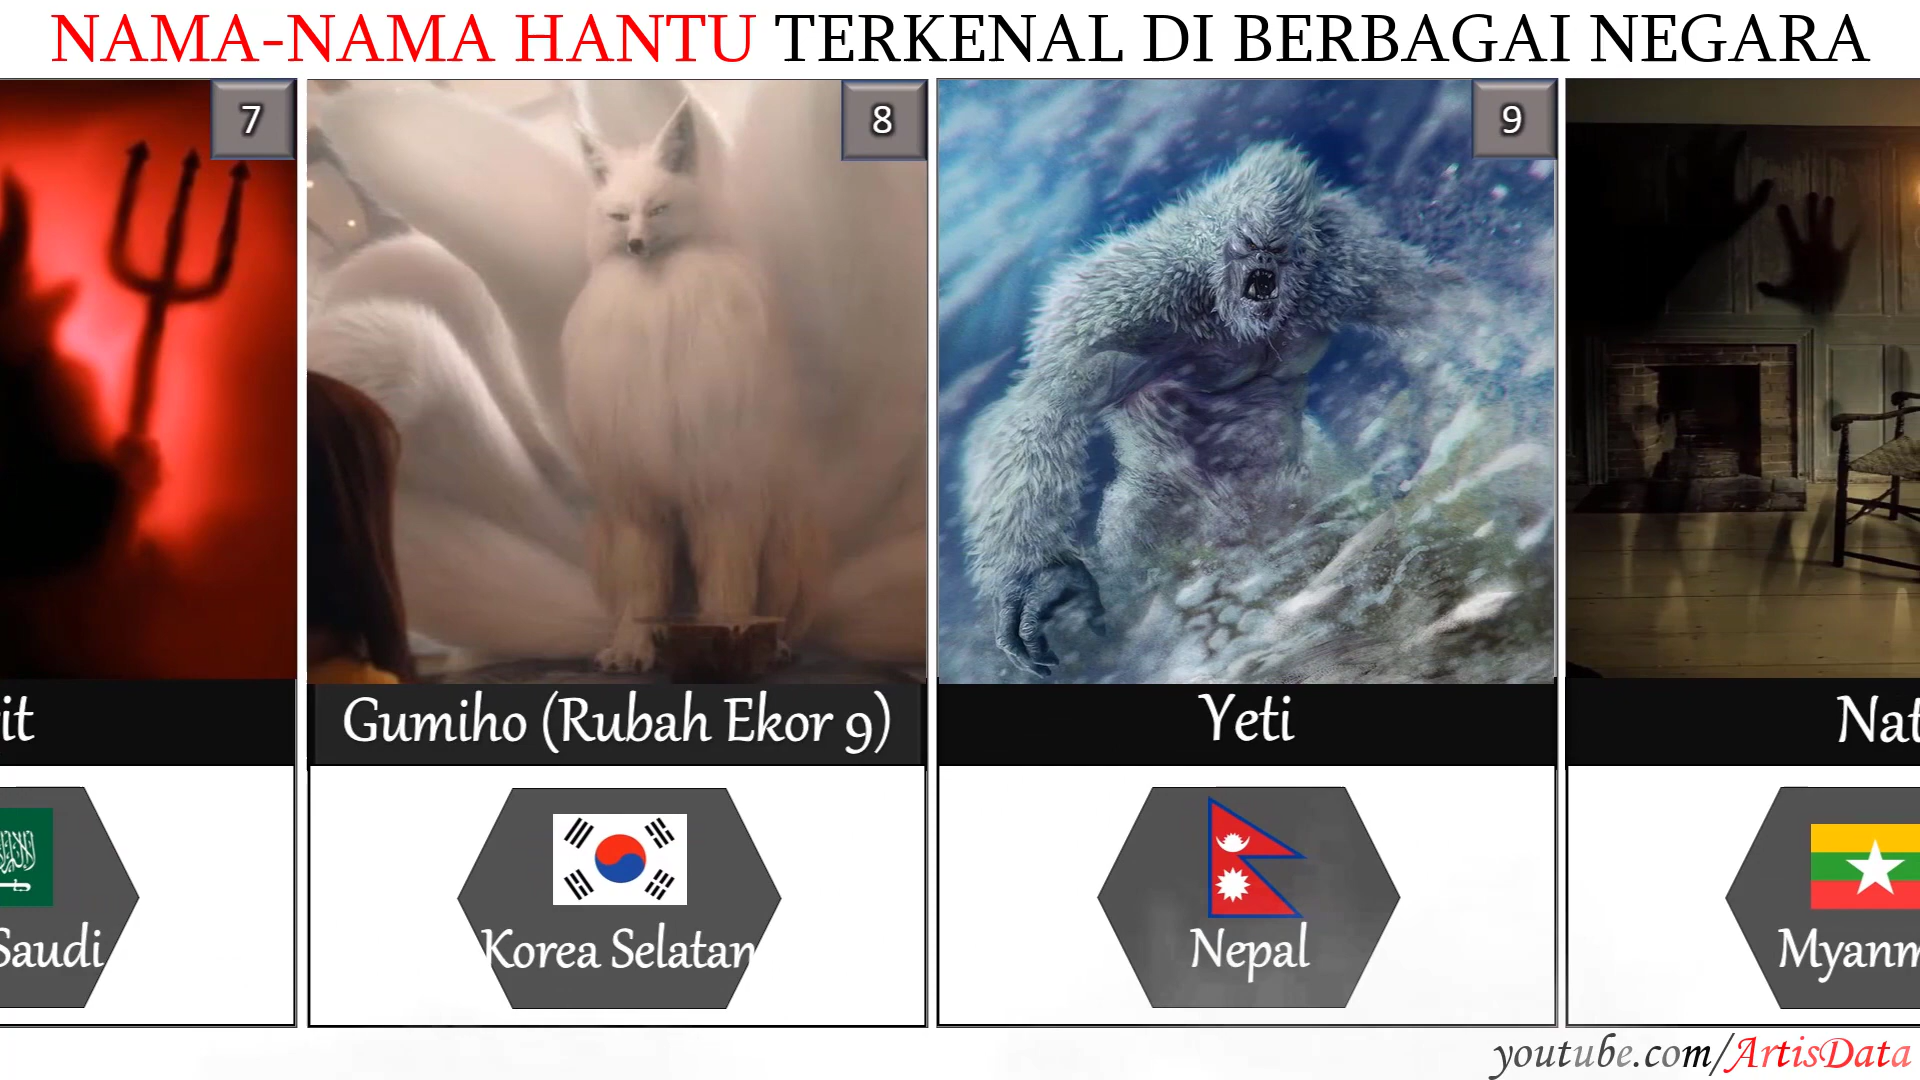 NAMA-NAMA HANTU TERKENAL DI BERBAGAI NEGARA
7
8
9
Gumiho (Rubah Ekor 9)
Yeti
Saudi
Korea Selatan
Nepal
youtube.com/ArtisData